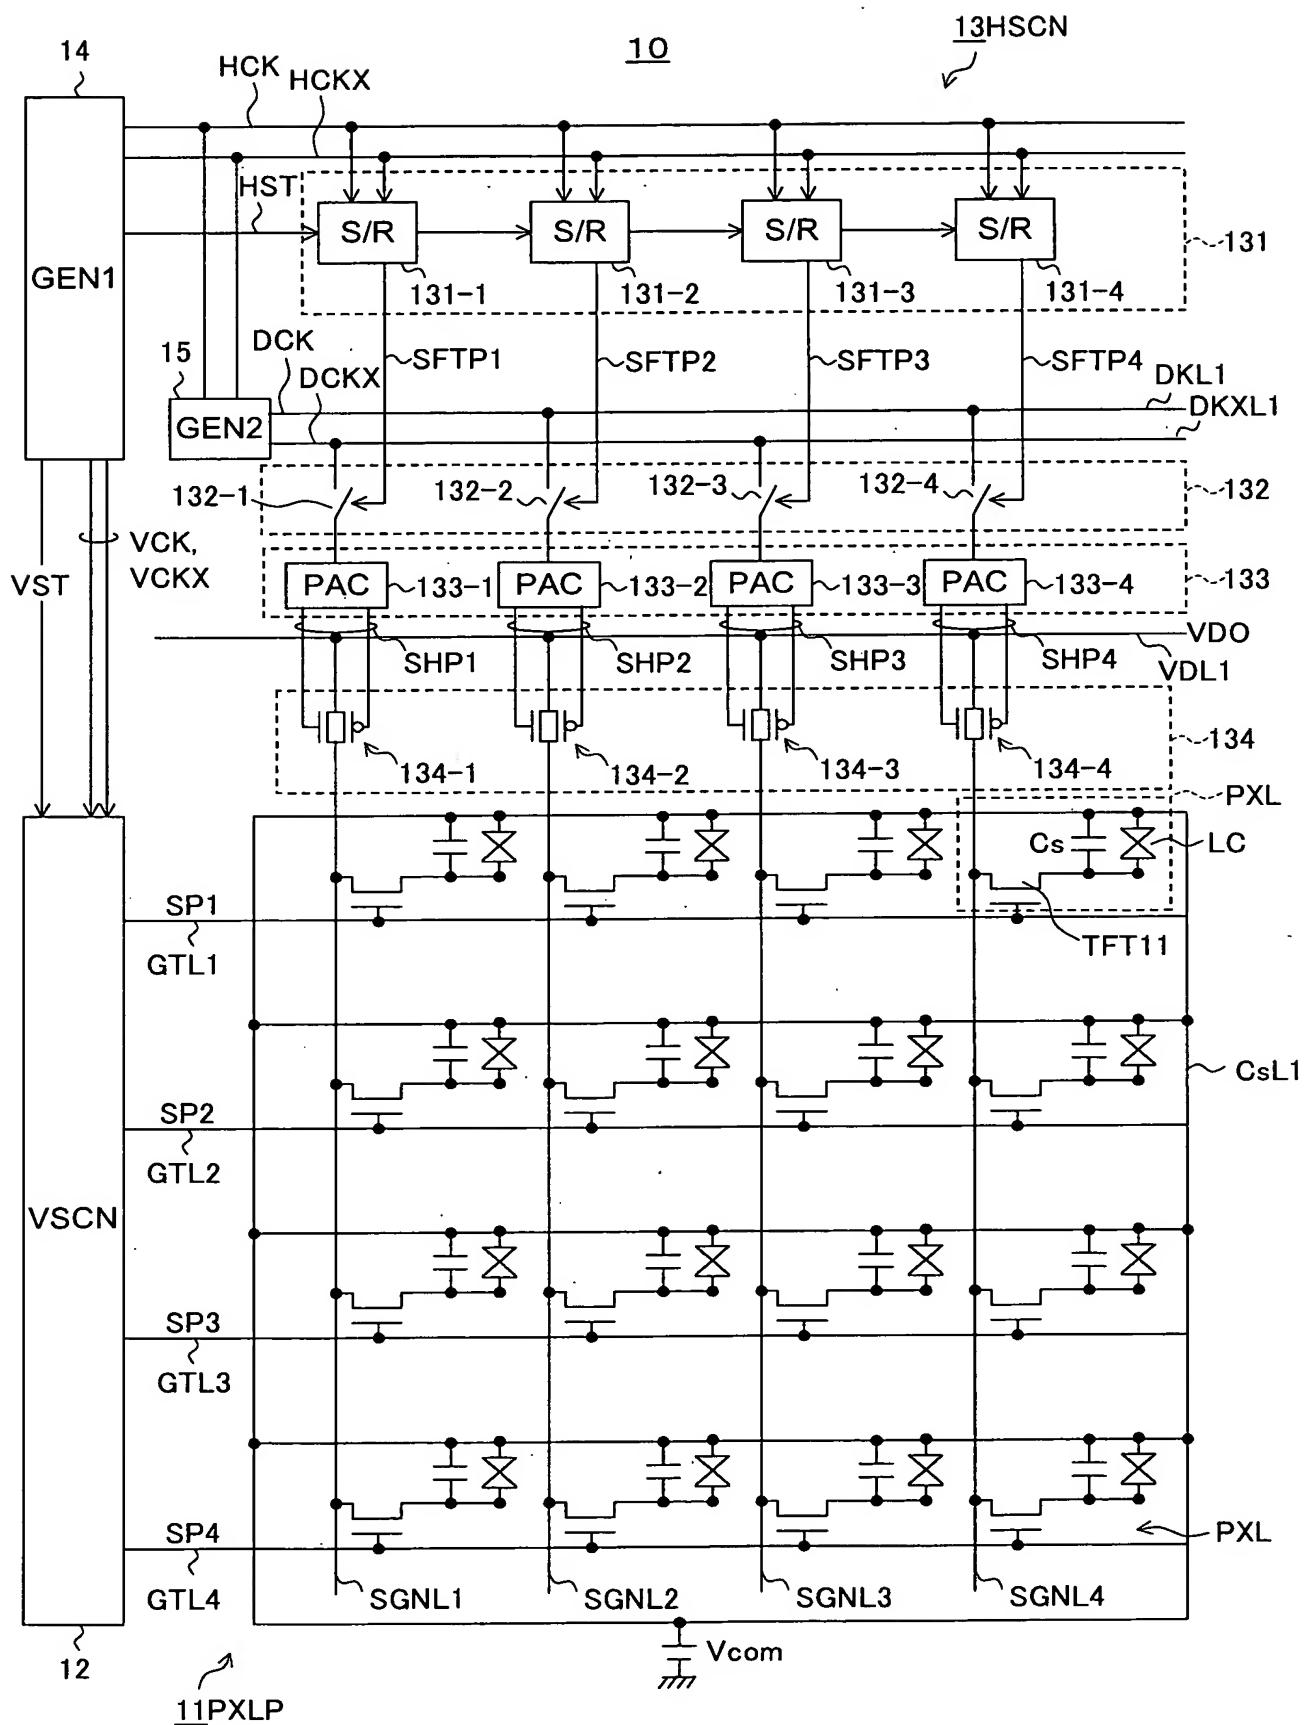 13HSCN
10
14
HCK
HCKX
HST
S/R
S/R
S/R
S/R
131
GEN1
131-1
131-2
131-3
131-4
15
DCK
DCKX
SFTP1
SFTP2
SFTP3
SFTP4
DKL1
DKXL1
GEN2
132-1
132-2
132-3
132-4
132
VCK,
VCKX
VST
PAC
133-1
PAC
133-2
PAC
133-3
PAC
133-4
133
SHP1
SHP2
SHP3
SHP4
VDO
VDL1
134-1
134-2
134-3
134-4
134
PXL
Cs
LC
SP1
GTL1
TFT11
SP2
GTL2
CsL1
VSCN
SP3
GTL3
SP4
GTL4
PXL
SGNL1
SGNL2
SGNL3
SGNL4
12
Vcom
11PXLP